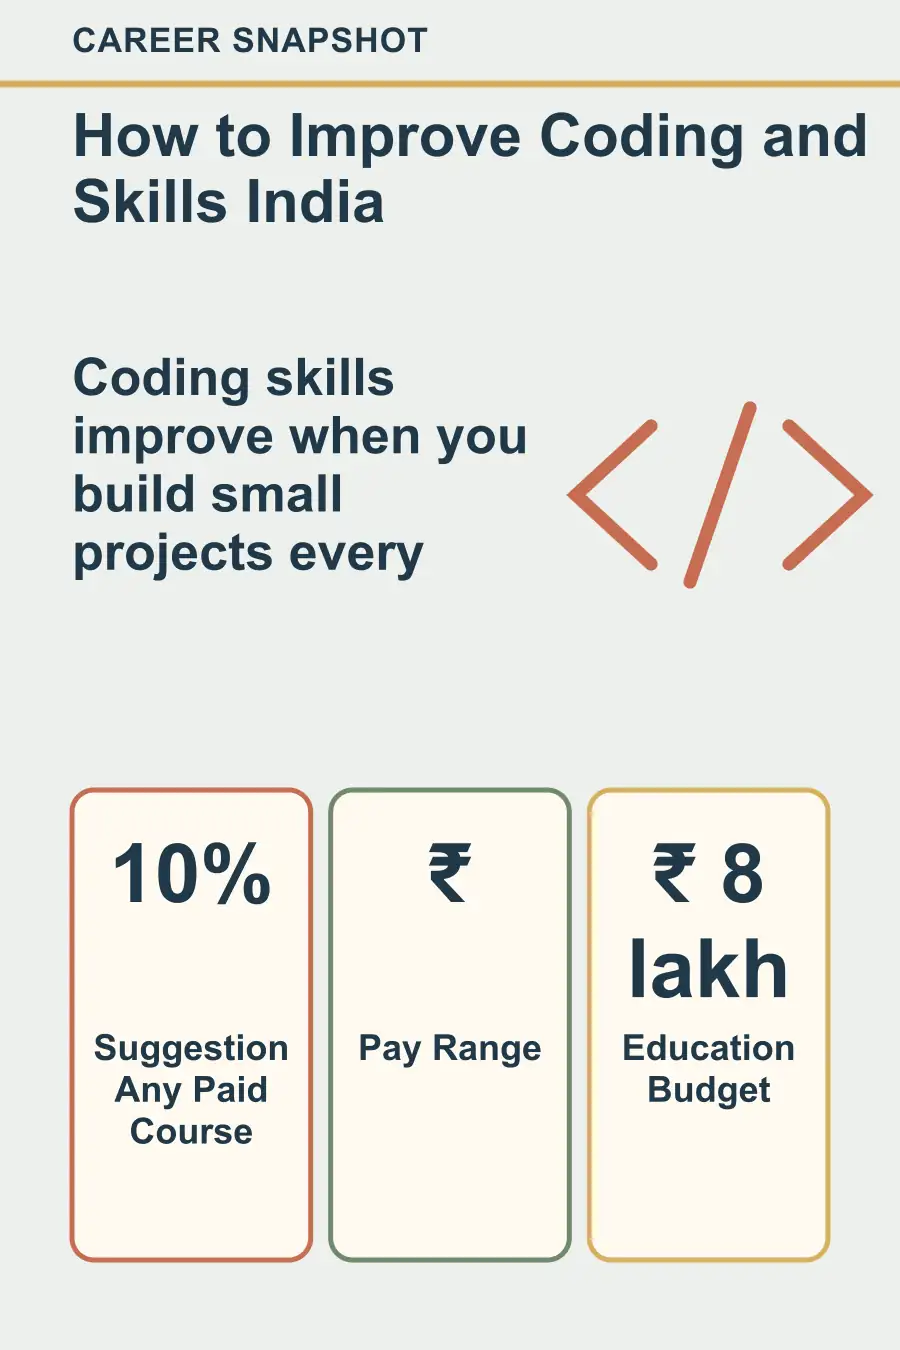 CAREER SNAPSHOT
How to Improve Coding and
Skills India
Coding skills
improve when you
build small
projects every
10%
Suggestion
Any Paid
Course
₹
Pay Range
₹ 8
lakh
Education
Budget